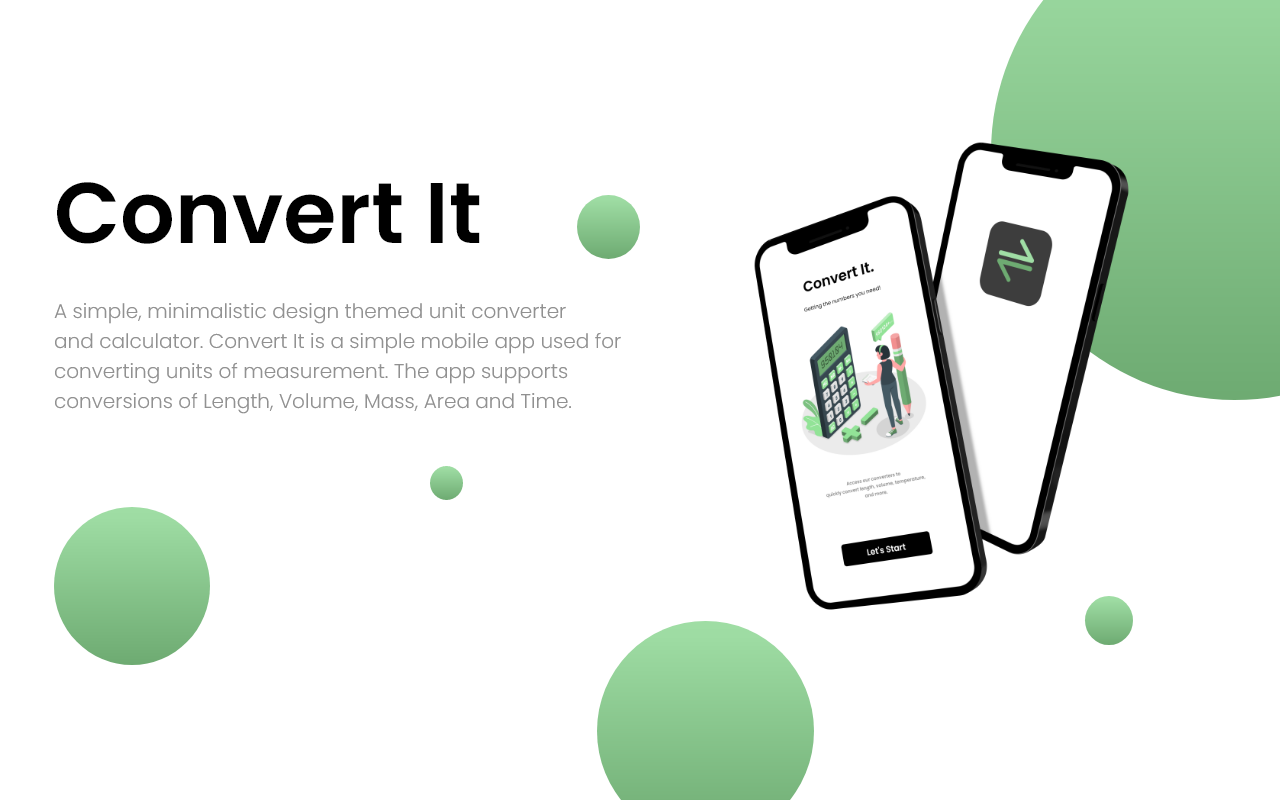 Convert It
A simple, minimalistic design themed unit converter
and calculator. Convert It is a simple mobile app used for
converting units of measurement. The app supports
conversions of Length, Volume, Mass, Area and Time.
Convert It.
Getting the numbers you need!
Access our converters to
quickly convert length, volume, temperature,
and more.
Let's Start